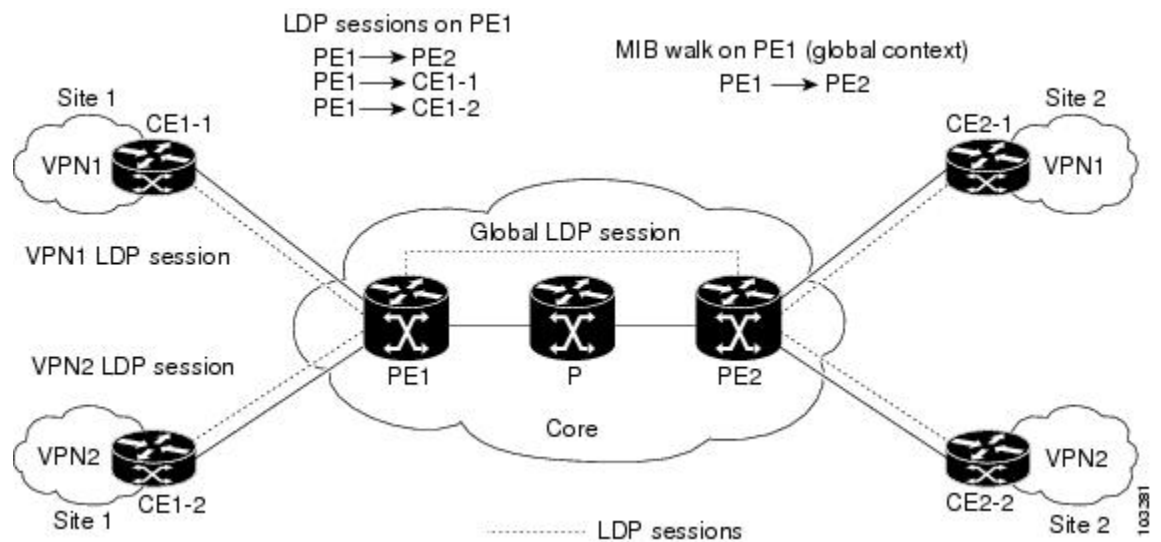 LDP sessions on PE1
PE1 → PE2
PE1 → CE1-1
PE1 → CE1-2
MIB walk on PE1 (global context)
PE1 → PE2
Site 1
CE1-1
VPN1
Site 2
CE2-1
VPN1
VPN1 LDP session
Global LDP session
VPN2 LDP session
PE1
P
PE2
Core
VPN2
CE1-2
Site 1
VPN2
CE2-2
Site 2
LDP sessions
103281